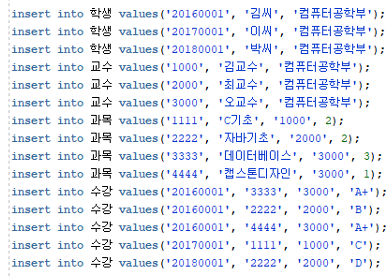 insert into 학생 values('20160001', '김씨', '컴퓨터공학부');
insert into 학생 values('20170001', '이씨', '컴퓨터공학부');
insert into 학생 values('20180001', '박씨', '컴퓨터공학부');
insert into 교수 values('1000', '김교수', '컴퓨터공학부');
insert into 교수 values('2000', '최교수', '컴퓨터공학부');
insert into 교수 values('3000', '오교수', '컴퓨터공학부');
insert into 과목 values('1111', 'C기초', '1000', 2);
insert into 과목 values('2222', '자바기초', '2000', 2);
insert into 과목 values('3333', '데이터베이스', '3000', 3);
insert into 과목 values('4444', '캡스톤디자인', '3000', 1);
insert into 수강 values('20160001', '3333', '3000', 'A+');
insert into 수강 values('20160001', '2222', '2000', 'B');
insert into 수강 values('20160001', '4444', '3000', 'A+');
insert into 수강 values('20170001', '1111', '1000', 'C');
insert into 수강 values('20180001', '2222', '2000', 'D');